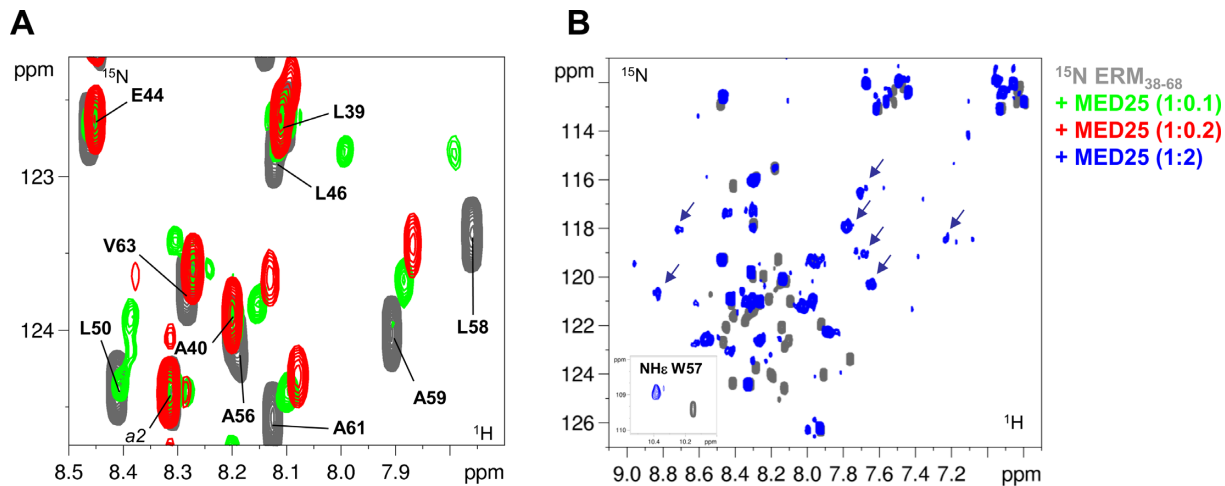 A
ppm
15N
E44
L39
123
L46
V63
L50
124
A40
L58
A59
a2
A56
A61
1H
8.5 8.4 8.3 8.2 8.1 8.0 7.9 ppm
B
ppm
15N
114
116
118
120
122
124
126
ppm
NHε W57
109
110
10.4 10.2 ppm
1H
9.0 8.8 8.6 8.4 8.2 8.0 7.8 7.6 7.4 7.2 ppm
15N ERM38-68
+ MED25 (1:0.1)
+ MED25 (1:0.2)
+ MED25 (1:2)